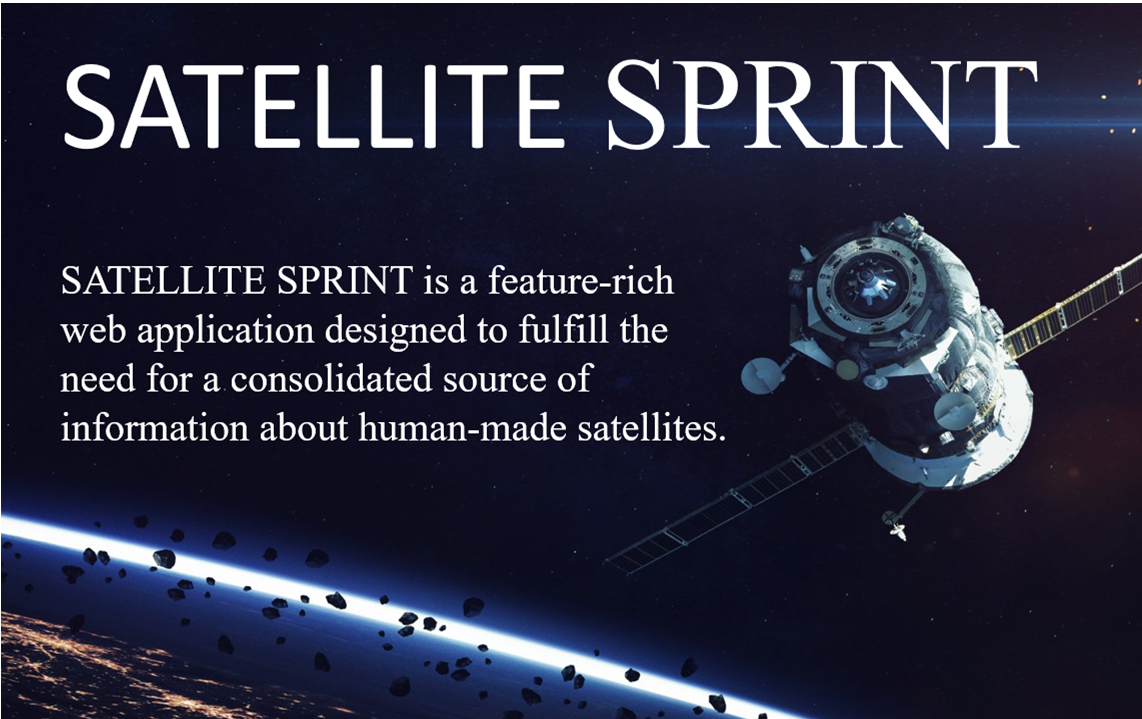 SATELLITE SPRINT
SATELLITE SPRINT is a feature-rich
web application designed to fulfill the
need for a consolidated source of
information about human-made satellites.